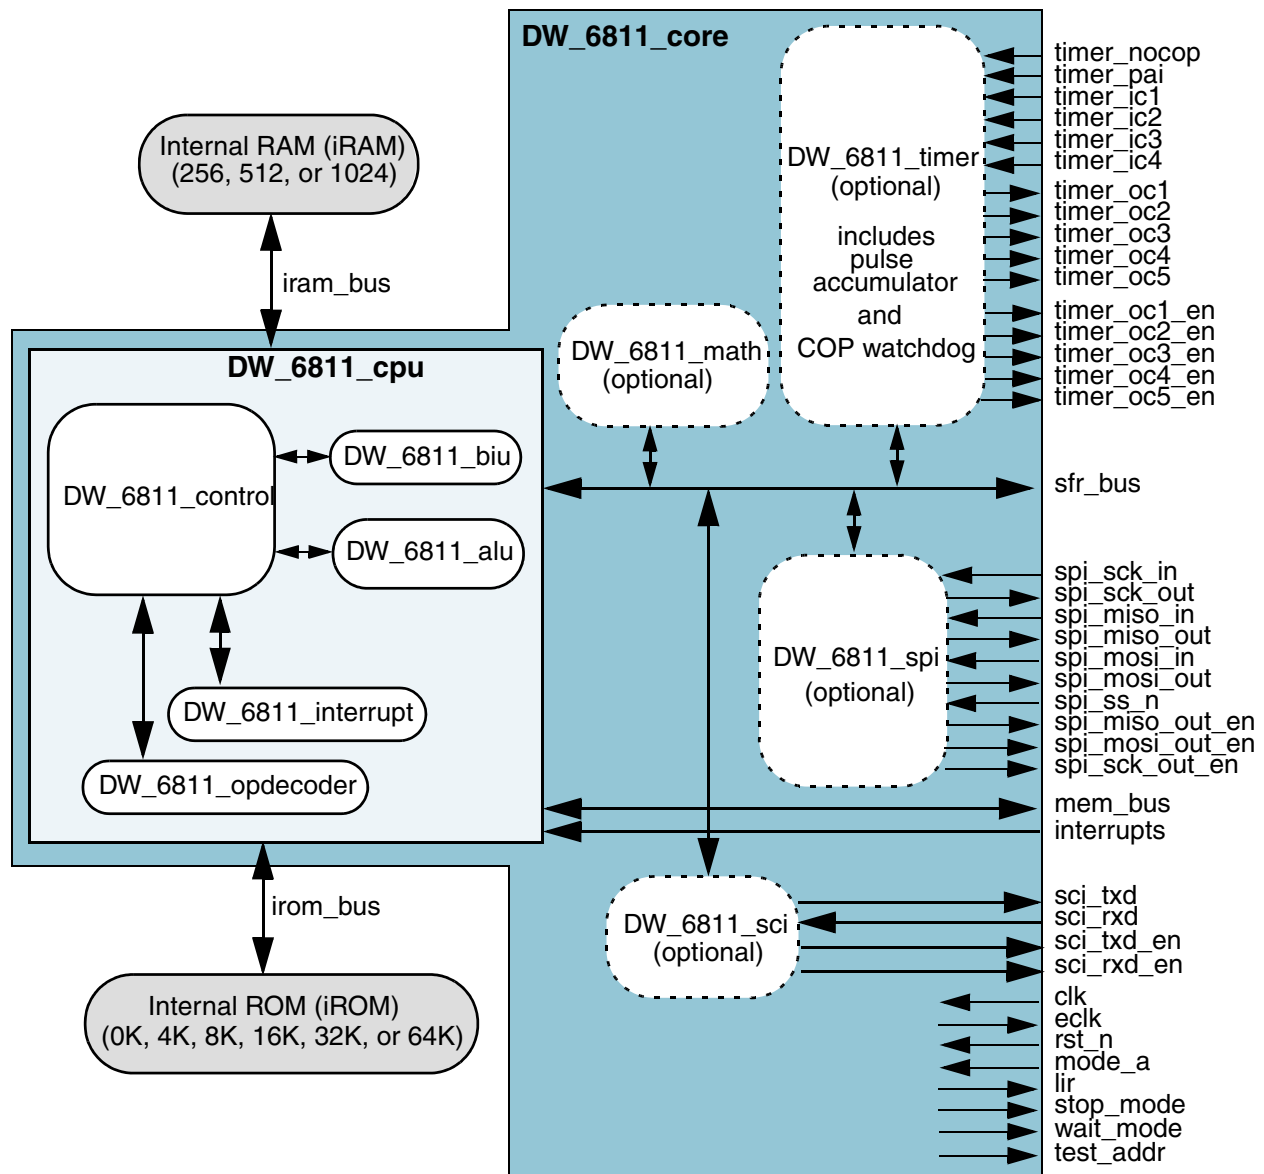 DW_6811_core
Internal RAM (iRAM)
(256, 512, or 1024)
iram_bus
DW_6811_cpu
DW_6811_control
DW_6811_biu
DW_6811_alu
DW_6811_interrupt
DW_6811_opdecoder
irom_bus
Internal ROM (iROM)
(0K, 4K, 8K, 16K, 32K, or 64K)
DW_6811_math
(optional)
DW_6811_timer
(optional)
includes
pulse
accumulator
and
COP watchdog
DW_6811_spi
(optional)
DW_6811_sci
(optional)
timer_nocop
timer_pai
timer_ic1
timer_ic2
timer_ic3
timer_ic4
timer_oc1
timer_oc2
timer_oc3
timer_oc4
timer_oc5
timer_oc1_en
timer_oc2_en
timer_oc3_en
timer_oc4_en
timer_oc5_en
sfr_bus
spi_sck_in
spi_sck_out
spi_miso_in
spi_miso_out
spi_mosi_in
spi_mosi_out
spi_ss_n
spi_miso_out_en
spi_mosi_out_en
spi_sck_out_en
mem_bus
interrupts
sci_txd
sci_rxd
sci_txd_en
sci_rxd_en
clk
eclk
rst_n
mode_a
lir
stop_mode
wait_mode
test_addr